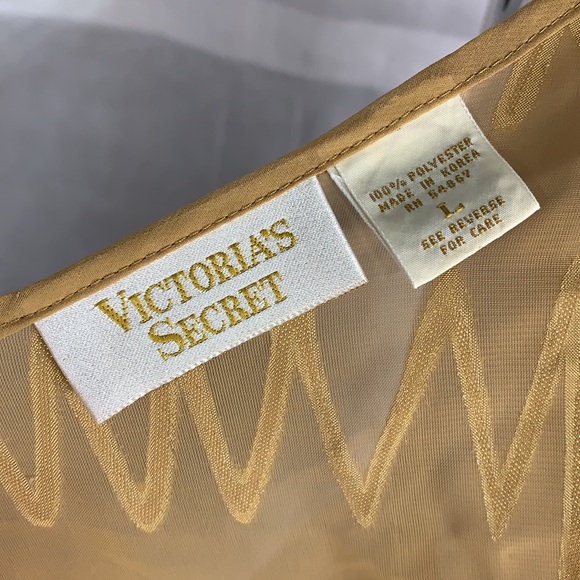 VICTORIA'S
SECRET
100% POLYESTER
MADE IN KOREA
RN 54867
L
SEE REVERSE
FOR CARE